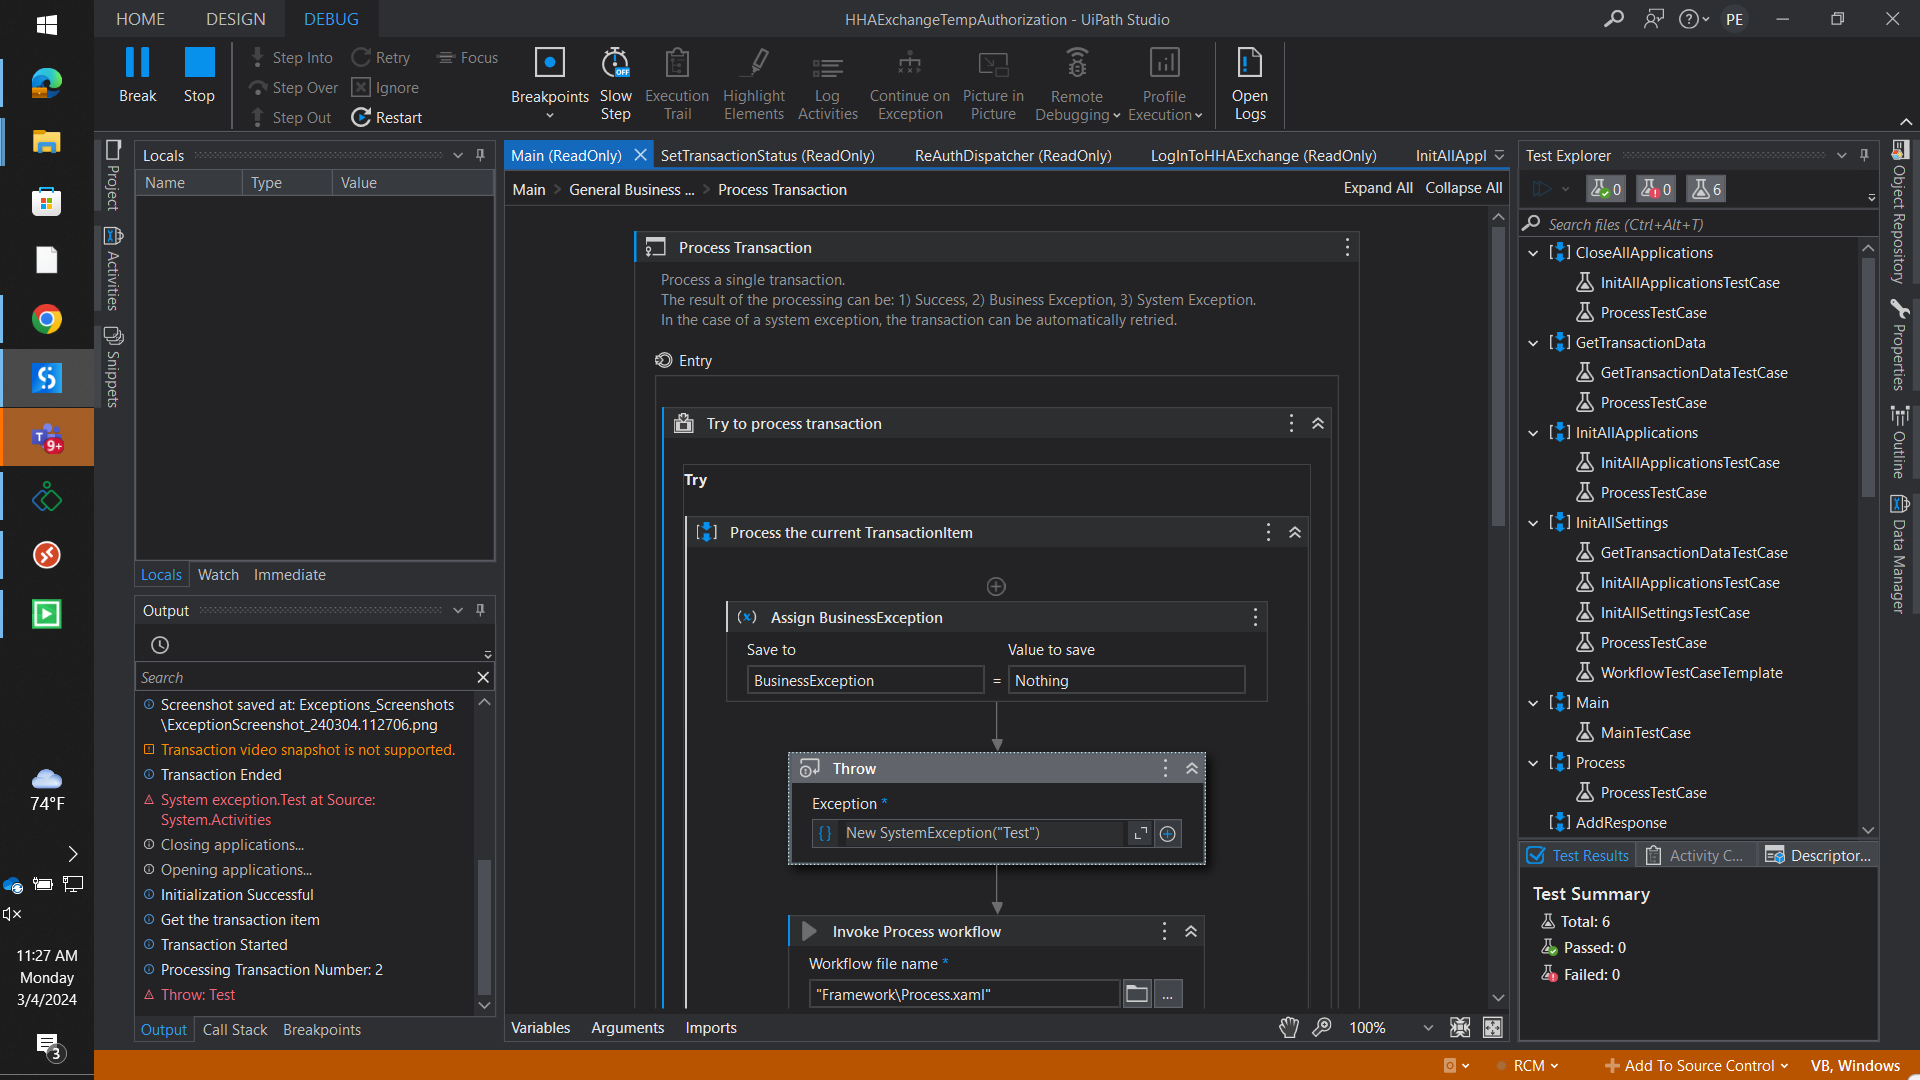 HOME
DESIGN
DEBUG
HHAExchangeTempAuthorization - UiPath Studio
PE
Break
Stop
Step Into
Step Over
Step Out
Retry
Ignore
Restart
Focus
Breakpoints
OFF
Slow
Step
Execution
Trail
Highlight
Elements
Log
Activities
Continue on
Exception
Picture in
Picture
Remote
Debugging
Profile
Execution
Open
Logs
Project
Activities
Snippets
Locals
Name
Type
Value
Locals
Watch
Immediate
Output
Search
Screenshot saved at: Exceptions_Screenshots
\ExceptionScreenshot_240304.112706.png
Transaction video snapshot is not supported.
Transaction Ended
System exception.Test at Source:
System.Activities
Closing applications...
Opening applications...
Initialization Successful
Get the transaction item
Transaction Started
Processing Transaction Number: 2
Throw: Test
Output
Call Stack
Breakpoints
Main (ReadOnly)
SetTransactionStatus (ReadOnly)
ReAuthDispatcher (ReadOnly)
LogInToHHAExchange (ReadOnly)
InitAllAppl
Main
General Business ...
Process Transaction
Expand All
Collapse All
Process Transaction
Process a single transaction.
The result of the processing can be: 1) Success, 2) Business Exception, 3) System Exception.
In the case of a system exception, the transaction can be automatically retried.
Entry
Try to process transaction
Try
Process the current TransactionItem
Assign BusinessException
Save to
Value to save
BusinessException
=
Nothing
Throw
Exception *
New SystemException("Test")
Invoke Process workflow
Workflow file name *
"Framework\Process.xaml"
...
Variables
Arguments
Imports
100%
Test Explorer
0
0
6
Search files (Ctrl+Alt+T)
CloseAllApplications
InitAllApplicationsTestCase
ProcessTestCase
GetTransactionData
GetTransactionDataTestCase
ProcessTestCase
InitAllApplications
InitAllApplicationsTestCase
ProcessTestCase
InitAllSettings
GetTransactionDataTestCase
InitAllApplicationsTestCase
InitAllSettingsTestCase
ProcessTestCase
WorkflowTestCaseTemplate
Main
MainTestCase
Process
ProcessTestCase
AddResponse
Test Results
Activity C...
Descriptor...
Test Summary
Total: 6
Passed: 0
Failed: 0
Object Repository
Properties
Outline
Data Manager
RCM
Add To Source Control
VB, Windows
T
9+
74°F
11:27 AM
Monday
3/4/2024
3